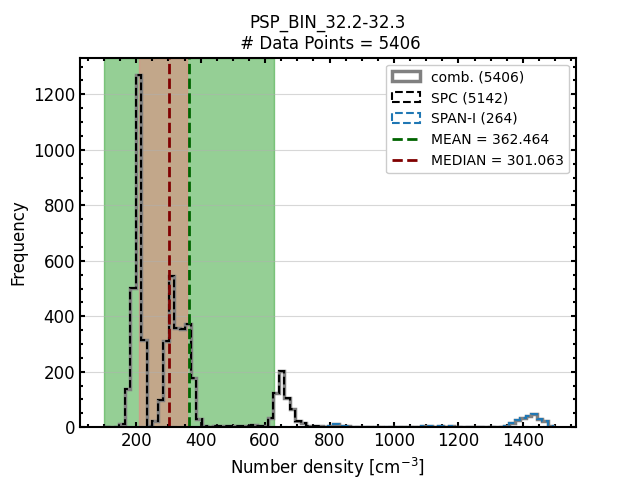 PSP_BIN_32.2-32.3
# Data Points = 5406
comb. (5406)
SPC (5142)
SPAN-I (264)
MEAN = 362.464
MEDIAN = 301.063
Frequency
1200
1000
800
600
400
200
0
200 400 600 800 1000 1200 1400
Number density [cm⁻³]